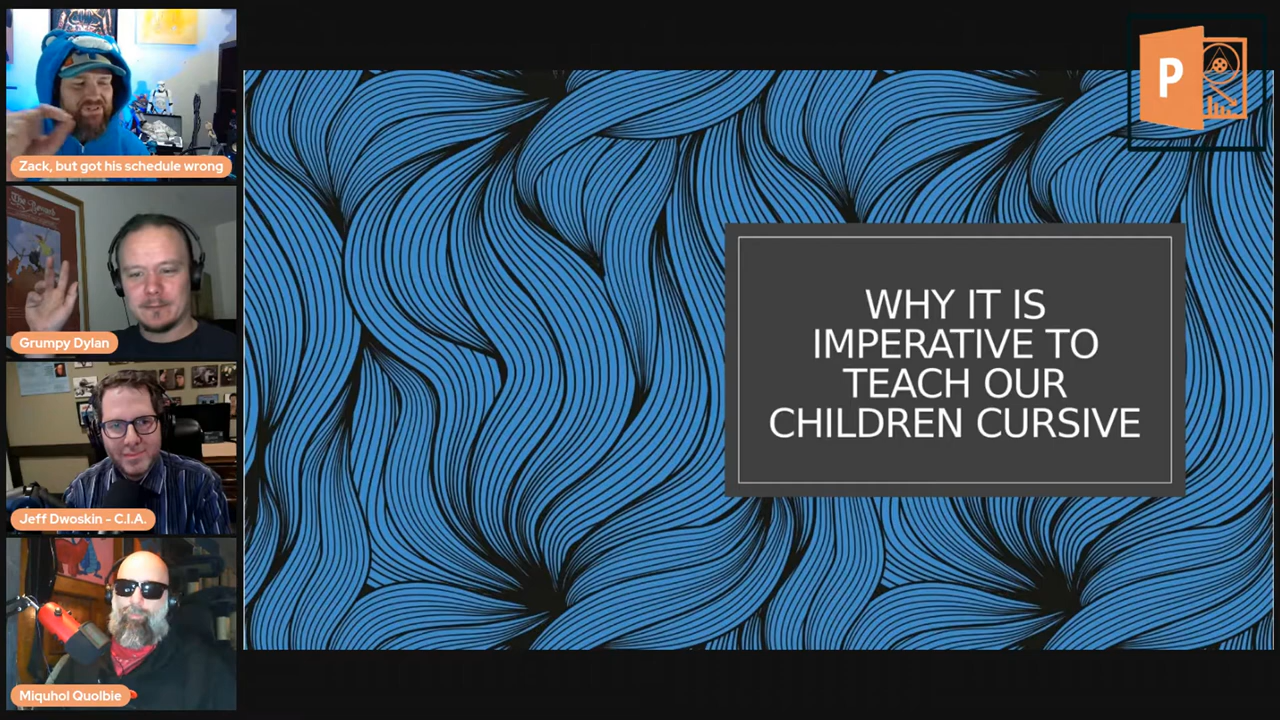 Zack, but got his schedule wrong
Grumpy Dylan
Jeff Dwoskin - C.I.A.
Miquhol Quolbie
WHY IT IS
IMPERATIVE TO
TEACH OUR
CHILDREN CURSIVE
P